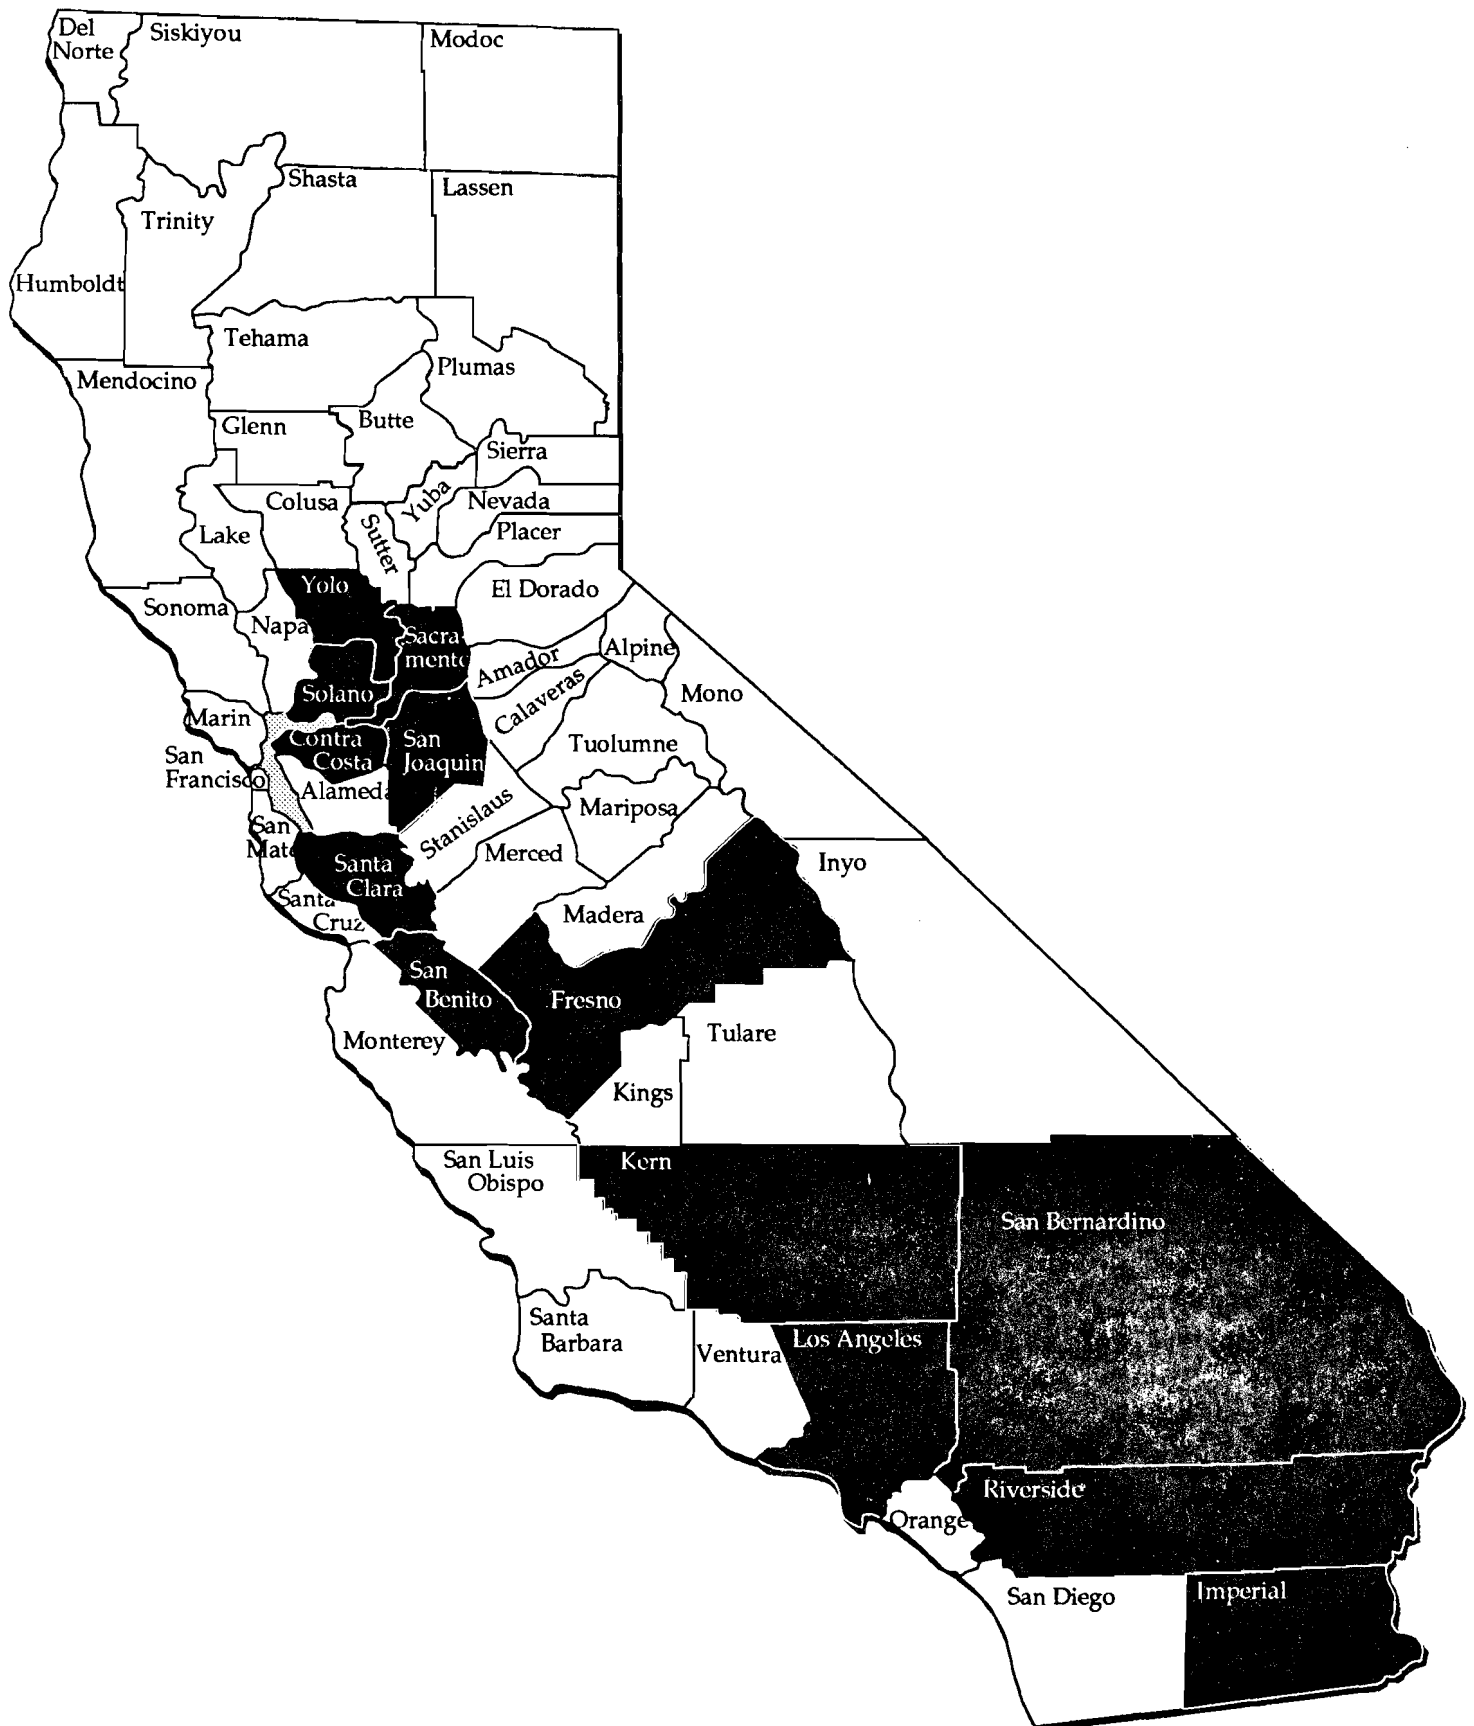 Del
Norte
Siskiyou
Modoc
Shasta
Lassen
Trinity
Humboldt
Tehama
Plumas
Mendocino
Glenn
Butte
Sierra
Colusa
Yuba
Nevada
Sutter
Placer
Lake
Yolo
El Dorado
Sonoma
Napa
Sacra-
mento
Alpine
Amador
Solano
Calaveras
Mono
Marin
Contra
Costa
San
Joaquin
Tuolumne
San
Francisco
Alameda
Stanislaus
Mariposa
San
Mateo
Merced
Inyo
Santa
Clara
Santa
Cruz
Madera
San
Benito
Fresno
Monterey
Tulare
Kings
San Luis
Obispo
Kern
San Bernardino
Santa
Barbara
Ventura
Los Angeles
Riverside
Orange
San Diego
Imperial